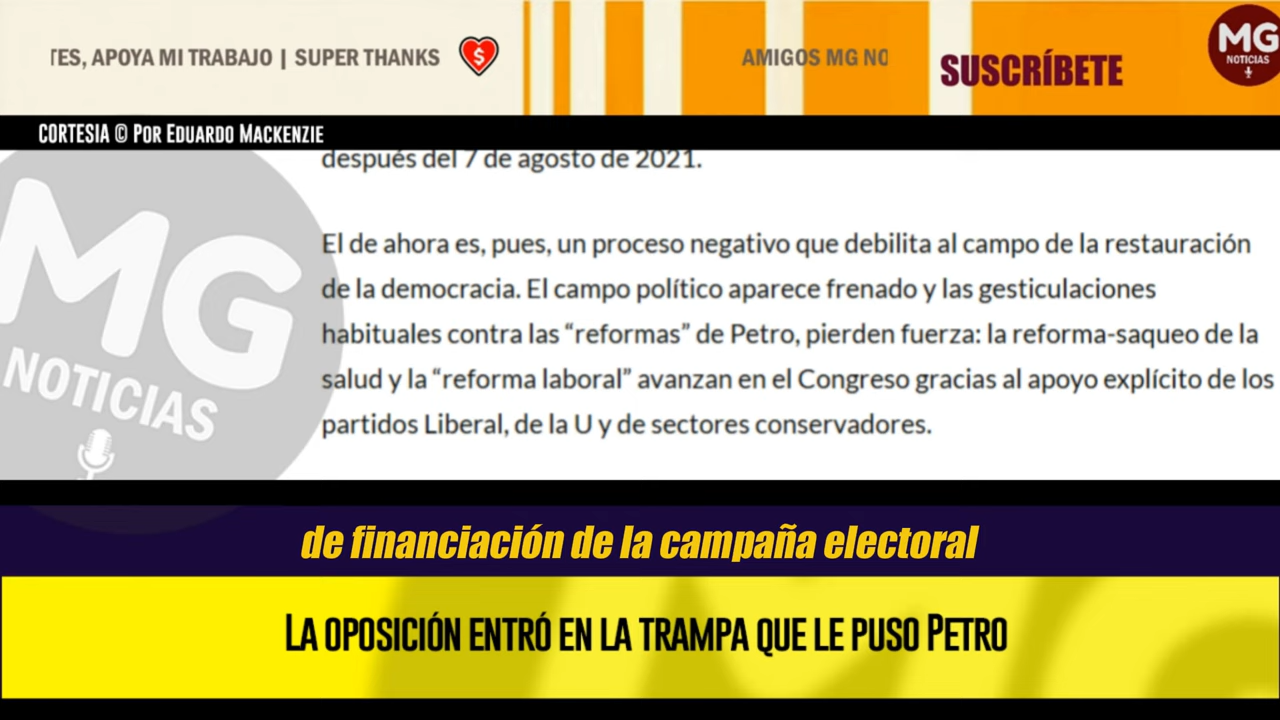 TES, APOYA MI TRABAJO | SUPER THANKS
$
AMIGOS MG NO
SUSCRÍBETE
MG
NOTICIAS
CORTESIA © POR EDUARDO MACKENZIE
después del 7 de agosto de 2021.
El de ahora es, pues, un proceso negativo que debilita al campo de la restauración
de la democracia. El campo político aparece frenado y las gesticulaciones
habituales contra las “reformas” de Petro, pierden fuerza: la reforma-saqueo de la
salud y la “reforma laboral” avanzan en el Congreso gracias al apoyo explícito de los
partidos Liberal, de la U y de sectores conservadores.
MG
NOTICIAS
de financiación de la campaña electoral
LA OPOSICIÓN ENTRÓ EN LA TRAMPA QUE LE PUSO PETRO